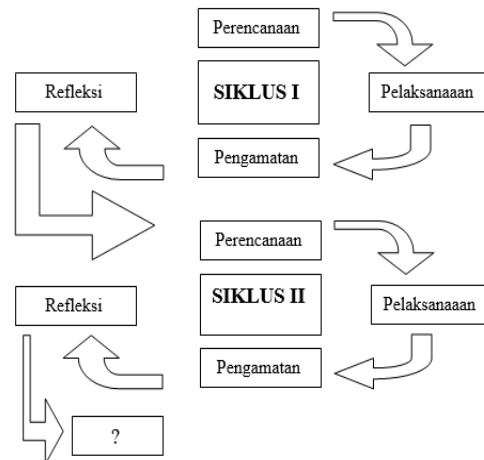 Perencanaan
Refleksi
SIKLUS I
Pelaksanaaan
Pengamatan
Perencanaan
Refleksi
SIKLUS II
Pelaksanaaan
Pengamatan
?